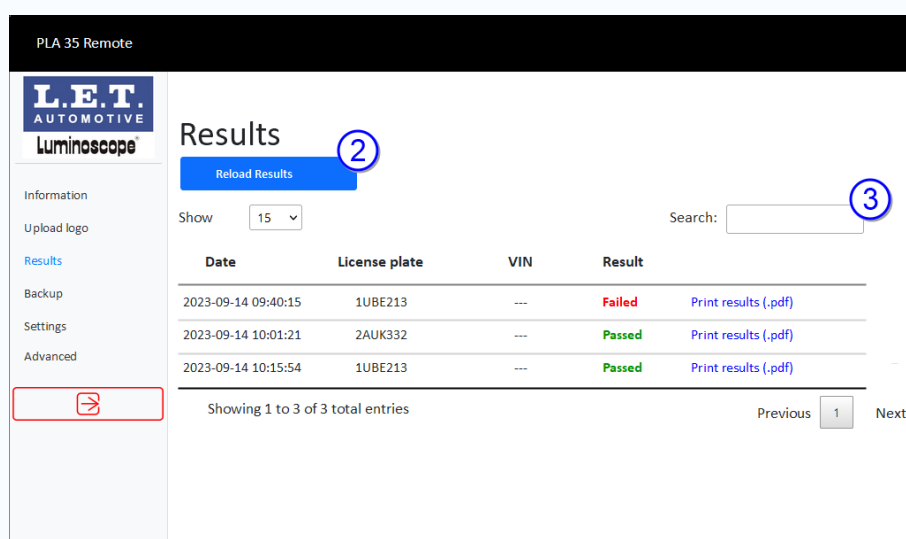 PLA 35 Remote
L.E.T.
AUTOMOTIVE
Luminoscope®
Information
Upload logo
Results
Backup
Settings
Advanced
Results
2
Reload Results
3
Show 15 Search:
Date License plate VIN Result
2023-09-14 09:40:15 1UBE213 --- Failed Print results (.pdf)
2023-09-14 10:01:21 2AUK332 --- Passed Print results (.pdf)
2023-09-14 10:15:54 1UBE213 --- Passed Print results (.pdf)
Showing 1 to 3 of 3 total entries Previous 1 Next